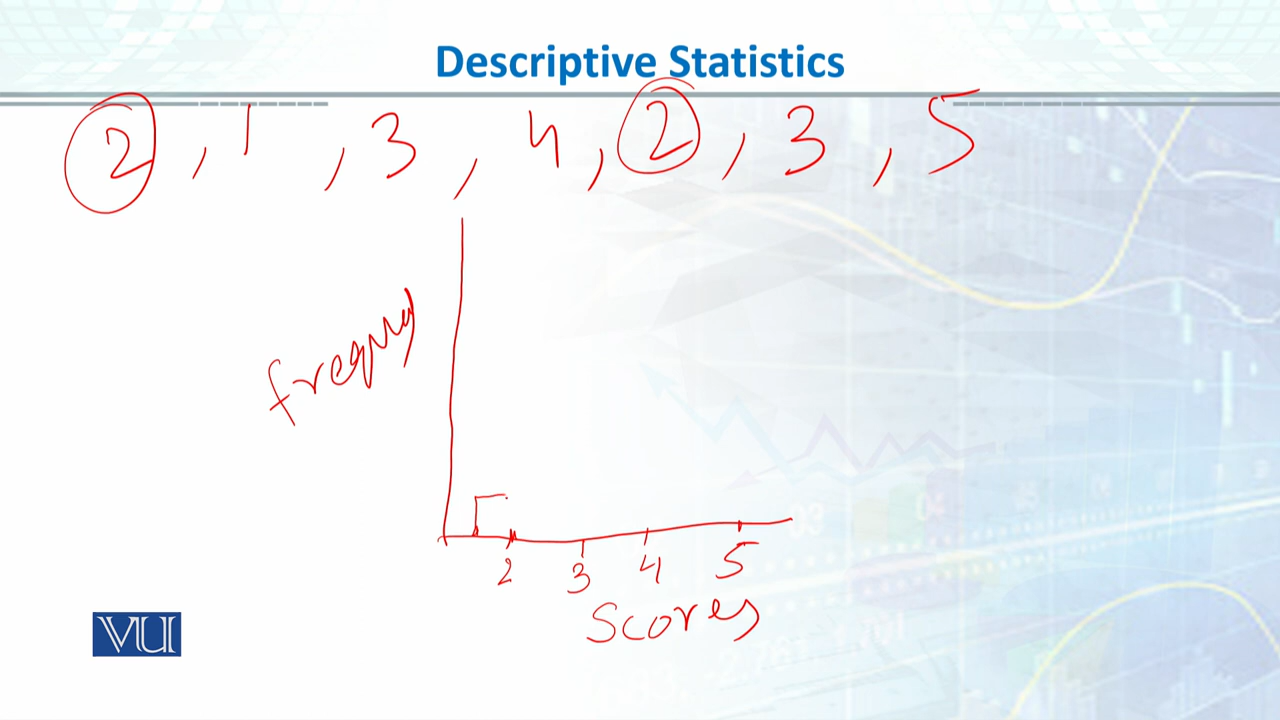 Descriptive Statistics
2, 1, 3, 4, 2, 3, 5
2 3 4 5
Scores
VU